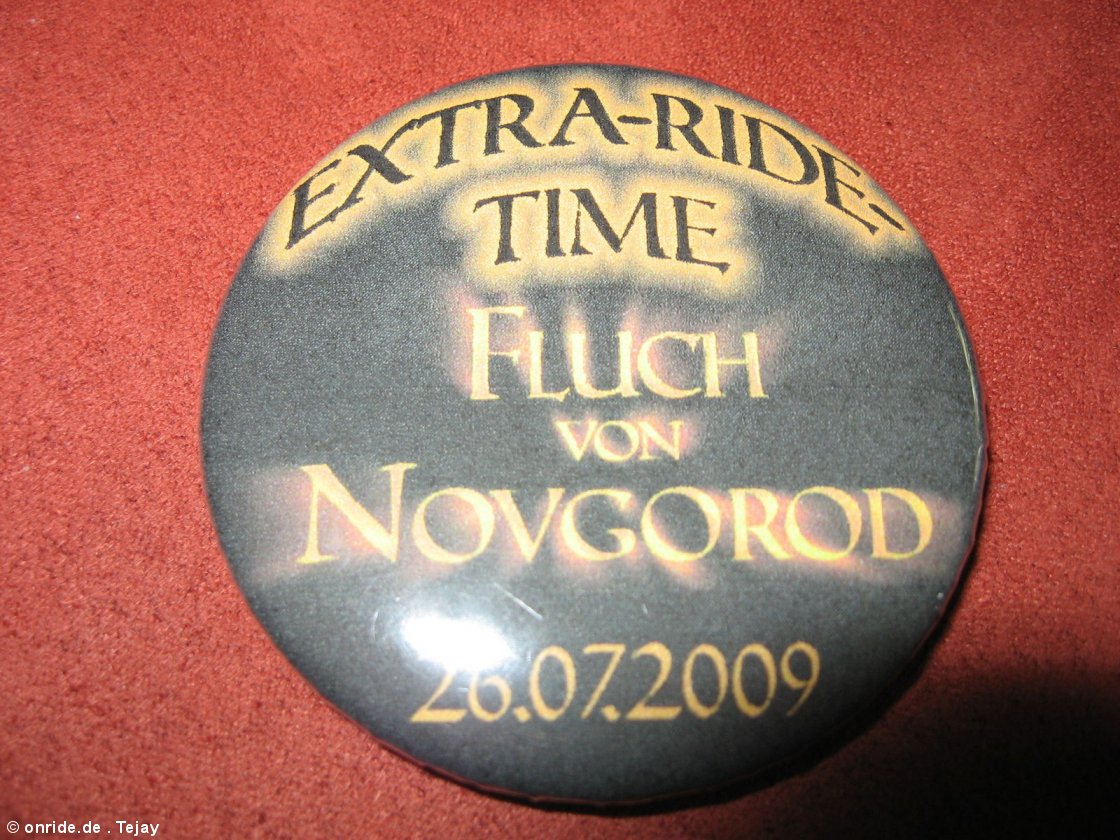 EXTRA-RIDE-
TIME
FLUCH
VON
NOVGOROD
26.07.2009
© onride.de . Tejay